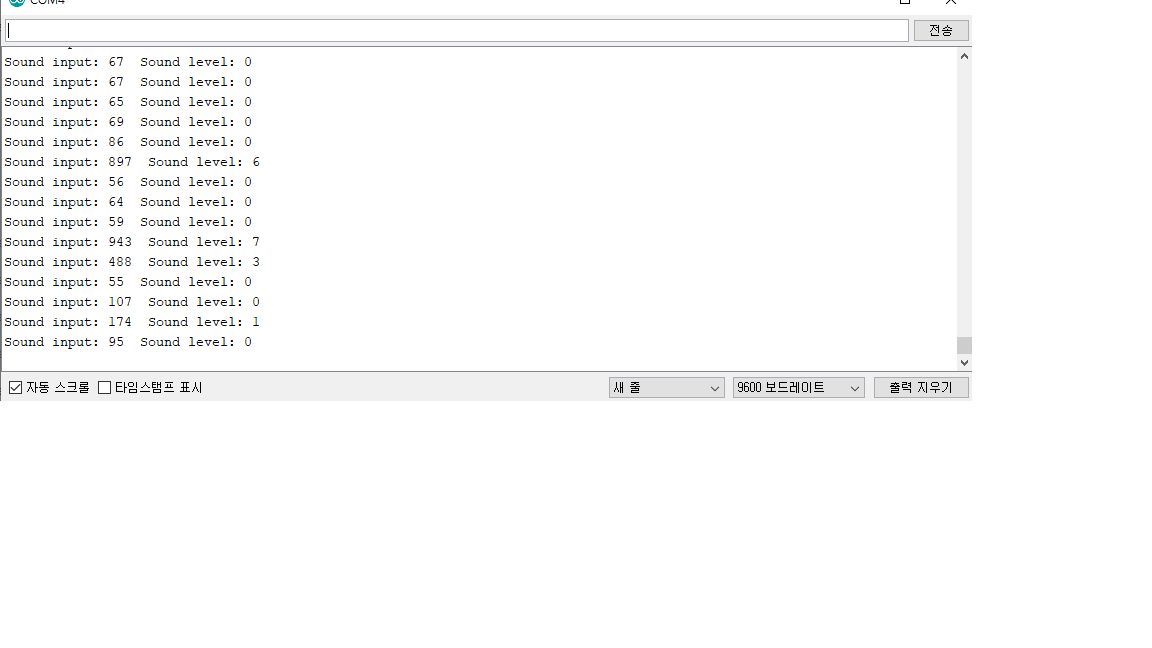 COM4
전송
Sound input: 67  Sound level: 0
Sound input: 67  Sound level: 0
Sound input: 65  Sound level: 0
Sound input: 69  Sound level: 0
Sound input: 86  Sound level: 0
Sound input: 897  Sound level: 6
Sound input: 56  Sound level: 0
Sound input: 64  Sound level: 0
Sound input: 59  Sound level: 0
Sound input: 943  Sound level: 7
Sound input: 488  Sound level: 3
Sound input: 55  Sound level: 0
Sound input: 107  Sound level: 0
Sound input: 174  Sound level: 1
Sound input: 95  Sound level: 0
자동 스크롤 타임스탬프 표시 새 줄 9600 보드레이트 출력 지우기